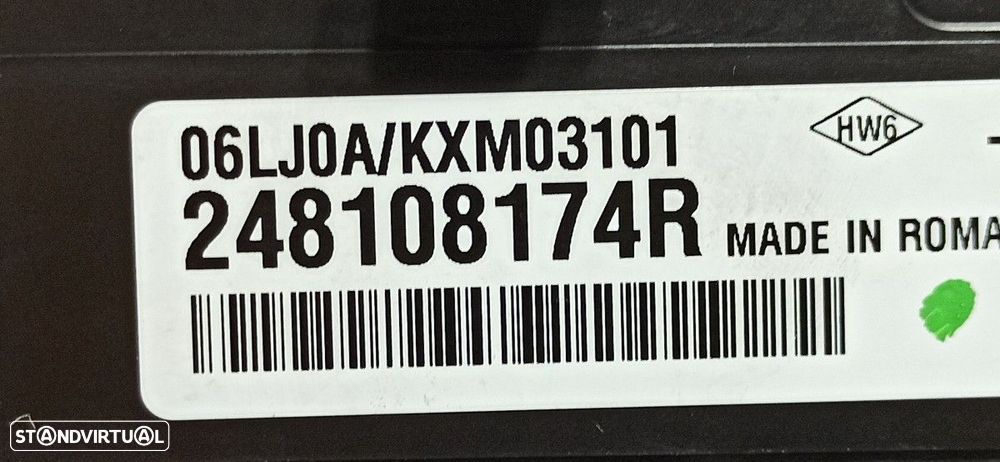 06LJ0A/KXM03101
HW6
248108174R
MADE IN ROMA
STANDVIRTUAL